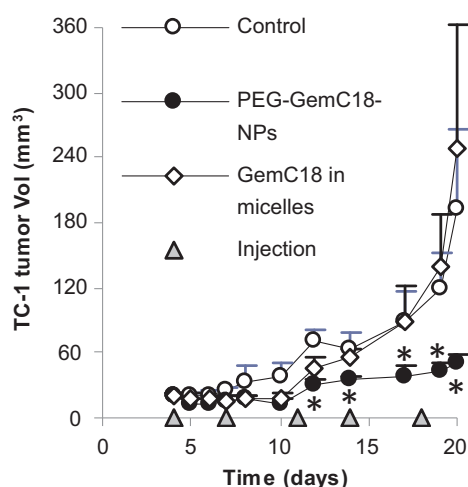 360
300
240
180
120
60
0
TC-1 tumor Vol (mm³)
Control
PEG-GemC18-
NPs
GemC18 in
micelles
Injection
* * * * *
0 5 10 15 20
Time (days)